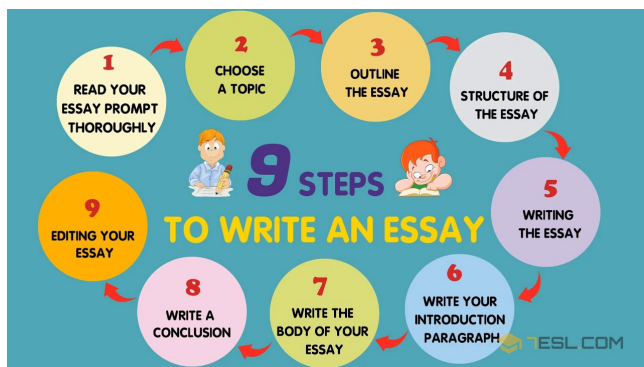 1
READ YOUR
ESSAY PROMPT
THOROUGHLY
2
CHOOSE
A TOPIC
3
OUTLINE
THE ESSAY
4
STRUCTURE OF
THE ESSAY
9 STEPS
TO WRITE AN ESSAY
5
WRITING
THE ESSAY
6
WRITE YOUR
INTRODUCTION
PARAGRAPH
7
WRITE THE
BODY OF YOUR
ESSAY
8
WRITE A
CONCLUSION
9
EDITING YOUR
ESSAY
7ESL.COM